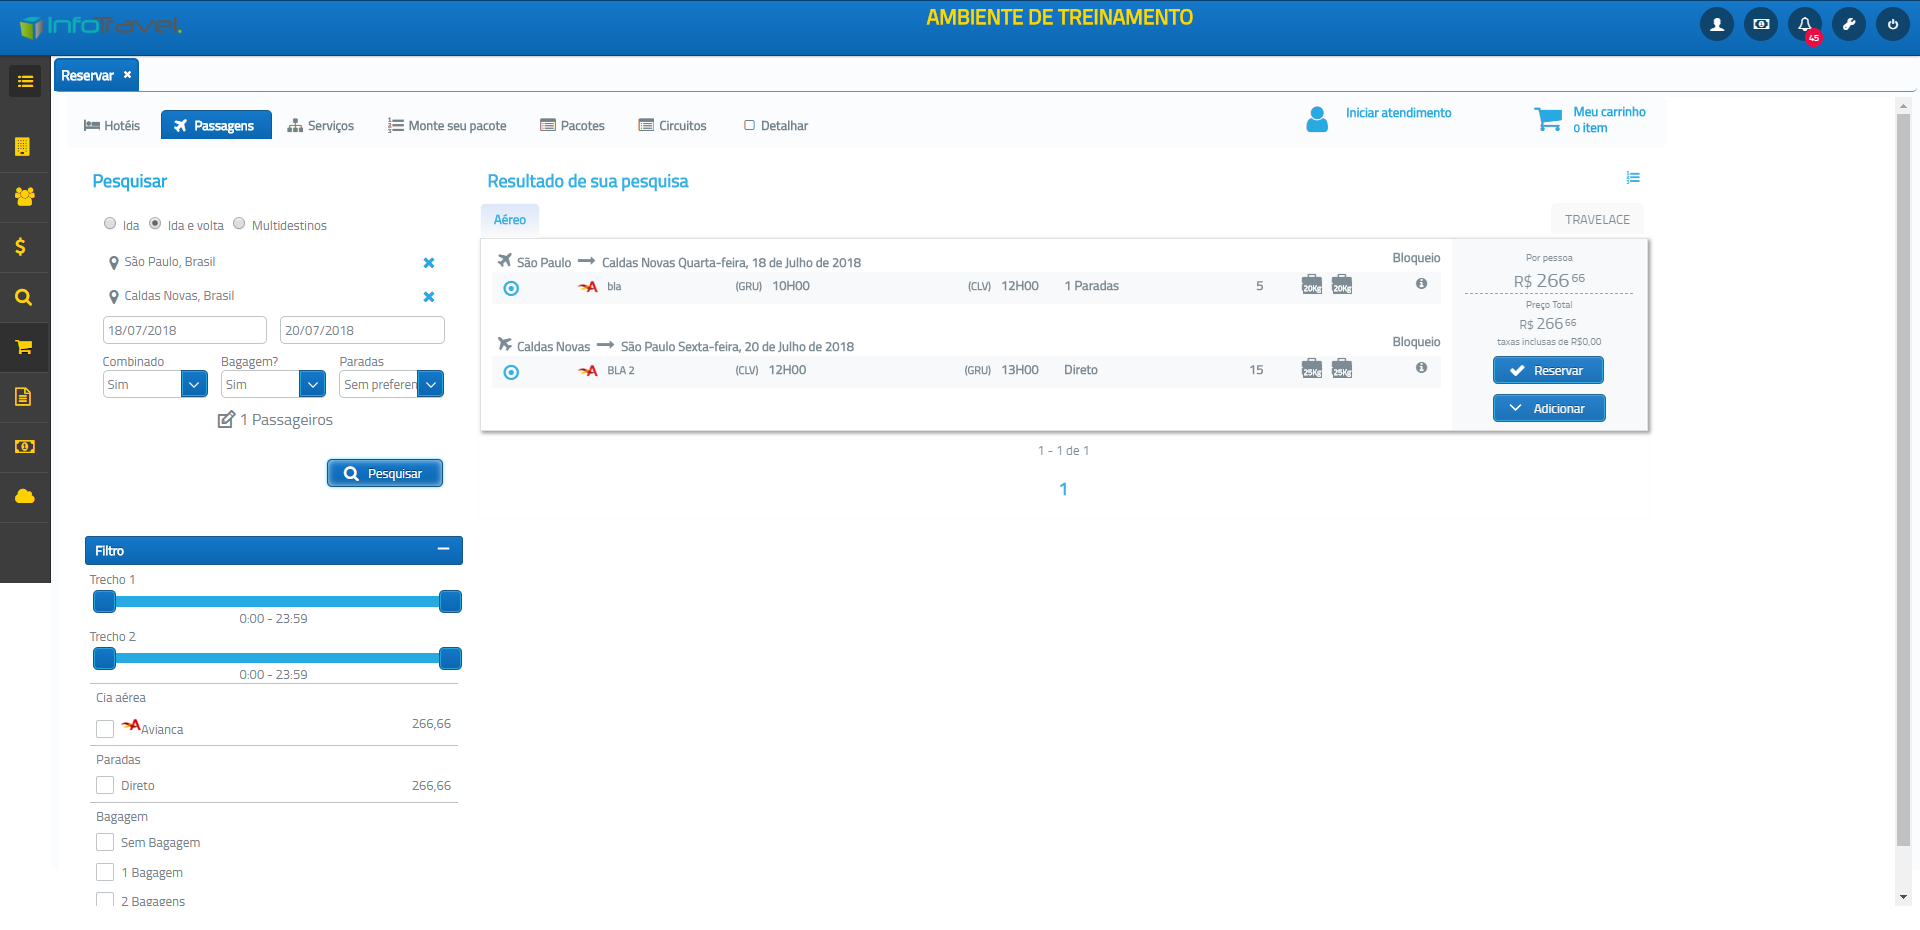 InfoTravel.
AMBIENTE DE TREINAMENTO
45
Reservar ×
Hotéis Passagens Serviços Monte seu pacote Pacotes Circuitos Detalhar
Iniciar atendimento
Meu carrinho
0 item
Pesquisar
Ida Ida e volta Multidestinos
São Paulo, Brasil
Caldas Novas, Brasil
18/07/2018 20/07/2018
Combinado Bagagem? Paradas
Sim Sim Sem preferen
1 Passageiros
Pesquisar
Filtro
Trecho 1
0:00 - 23:59
Trecho 2
0:00 - 23:59
Cia aérea
Avianca 266,66
Paradas
Direto 266,66
Bagagem
Sem Bagagem
1 Bagagem
2 Bagagens
Resultado de sua pesquisa
Aéreo TRAVELACE
São Paulo Caldas Novas Quarta-feira, 18 de Julho de 2018 Bloqueio
bla (GRU) 10H00 (CLV) 12H00 1 Paradas 5 20Kg 20Kg
Caldas Novas São Paulo Sexta-feira, 20 de Julho de 2018 Bloqueio
BLA 2 (CLV) 12H00 (GRU) 13H00 Direto 15 25Kg 25Kg
Por pessoa
R$ 266 66
Preço Total
R$ 266 66
taxas inclusas de R$0,00
Reservar
Adicionar
1 - 1 de 1
1